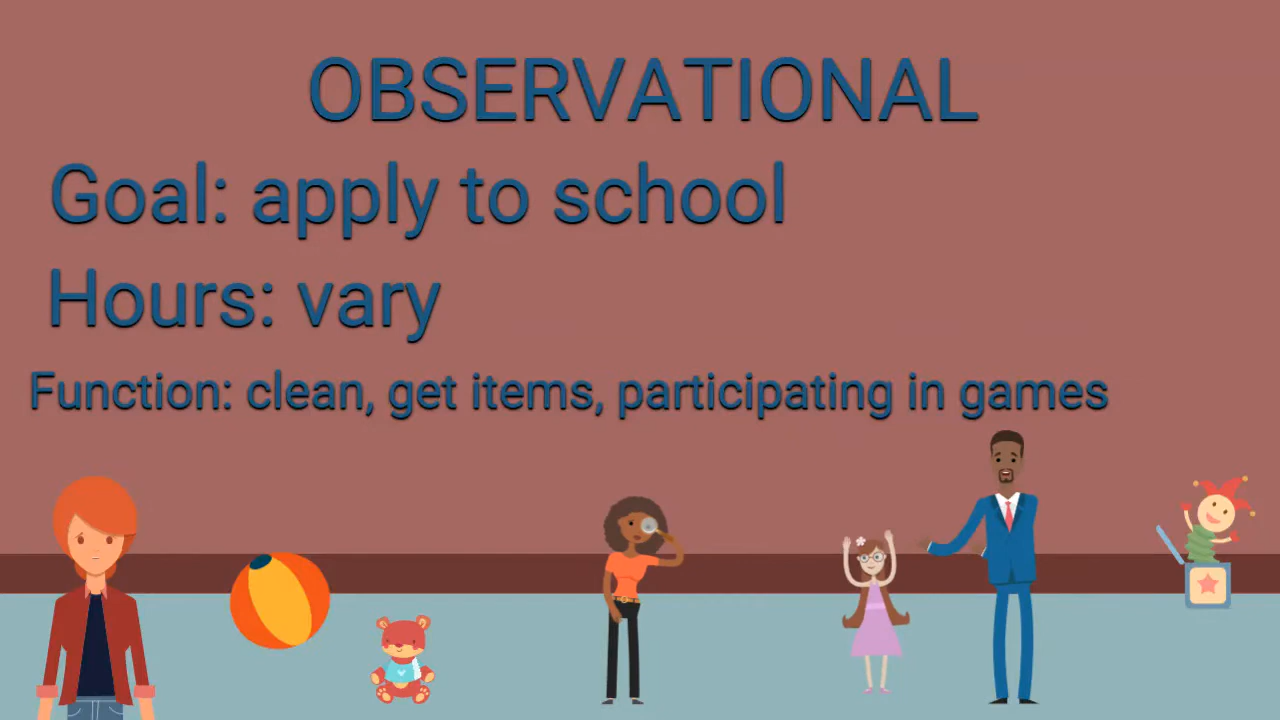 OBSERVATIONAL
Goal: apply to school
Hours: vary
Function: clean, get items, participating in games